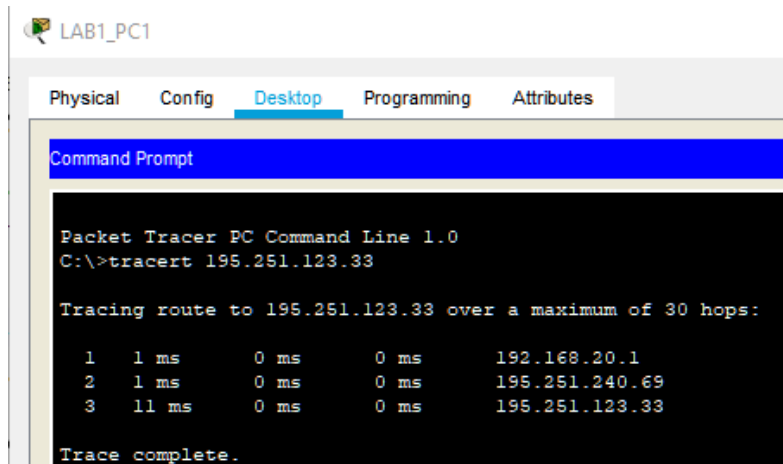 LAB1_PC1
Physical Config Desktop Programming Attributes
Command Prompt
Packet Tracer PC Command Line 1.0
C:\>tracert 195.251.123.33
Tracing route to 195.251.123.33 over a maximum of 30 hops:
1 1 ms 0 ms 0 ms 192.168.20.1
2 1 ms 0 ms 0 ms 195.251.240.69
3 11 ms 0 ms 0 ms 195.251.123.33
Trace complete.